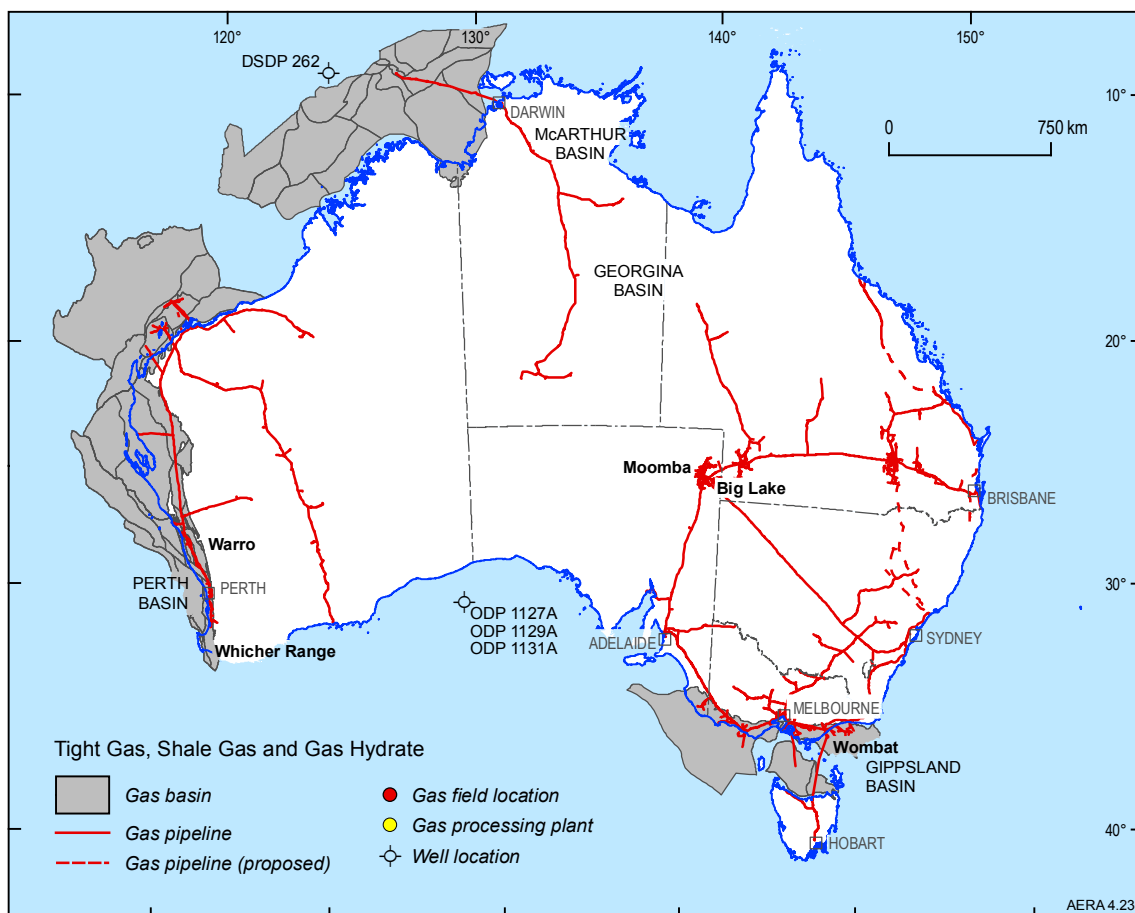 120°
130°
140°
150°
DSDP 262
10°
DARWIN
McARTHUR
BASIN
0
750 km
GEORGINA
BASIN
20°
Moomba
Big Lake
BRISBANE
Warro
PERTH
BASIN
PERTH
30°
ODP 1127A
ODP 1129A
ODP 1131A
ADELAIDE
SYDNEY
Whicher Range
MELBOURNE
Wombat
GIPPSLAND
BASIN
Tight Gas, Shale Gas and Gas Hydrate
Gas basin
Gas field location
Gas pipeline
Gas processing plant
Gas pipeline (proposed)
Well location
40°
HOBART
AERA 4.23